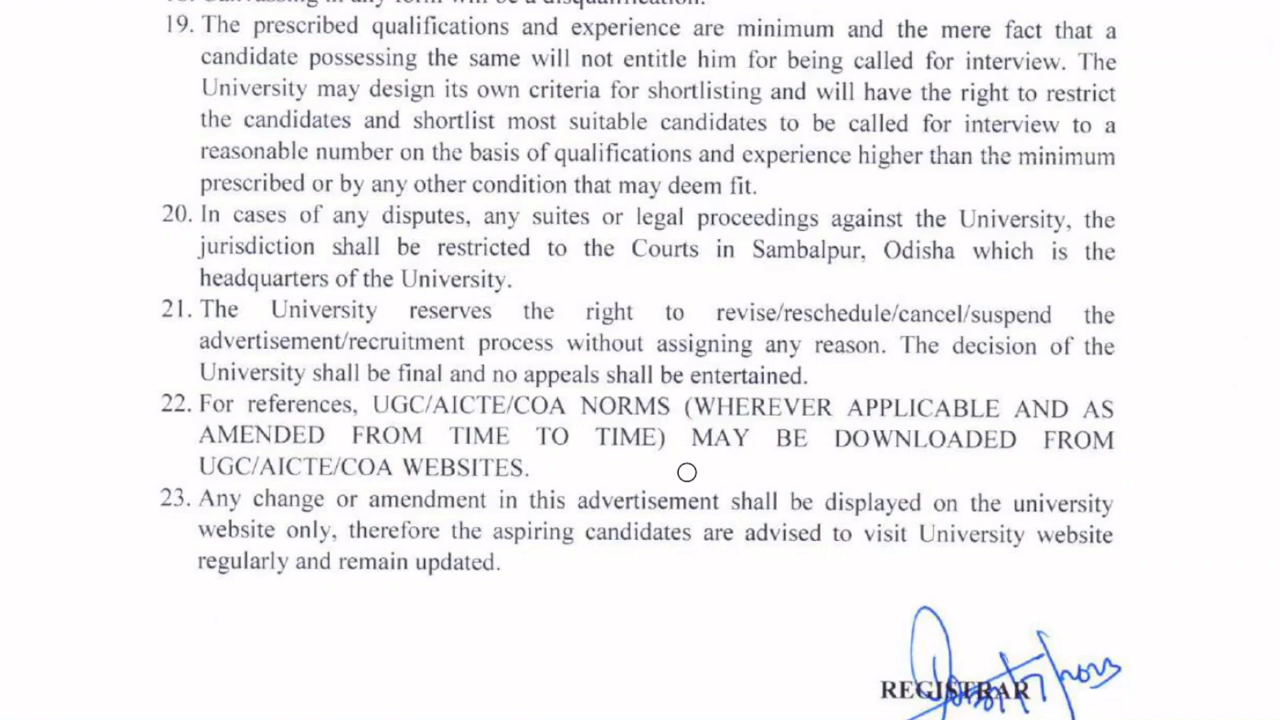 19. The prescribed qualifications and experience are minimum and the mere fact that a
candidate possessing the same will not entitle him for being called for interview. The
University may design its own criteria for shortlisting and will have the right to restrict
the candidates and shortlist most suitable candidates to be called for interview to a
reasonable number on the basis of qualifications and experience higher than the minimum
prescribed or by any other condition that may deem fit.
20. In cases of any disputes, any suites or legal proceedings against the University, the
jurisdiction shall be restricted to the Courts in Sambalpur, Odisha which is the
headquarters of the University.
21. The University reserves the right to revise/reschedule/cancel/suspend the
advertisement/recruitment process without assigning any reason. The decision of the
University shall be final and no appeals shall be entertained.
22. For references, UGC/AICTE/COA NORMS (WHEREVER APPLICABLE AND AS
AMENDED FROM TIME TO TIME) MAY BE DOWNLOADED FROM
UGC/AICTE/COA WEBSITES.
23. Any change or amendment in this advertisement shall be displayed on the university
website only, therefore the aspiring candidates are advised to visit University website
regularly and remain updated.
REGISTRAR